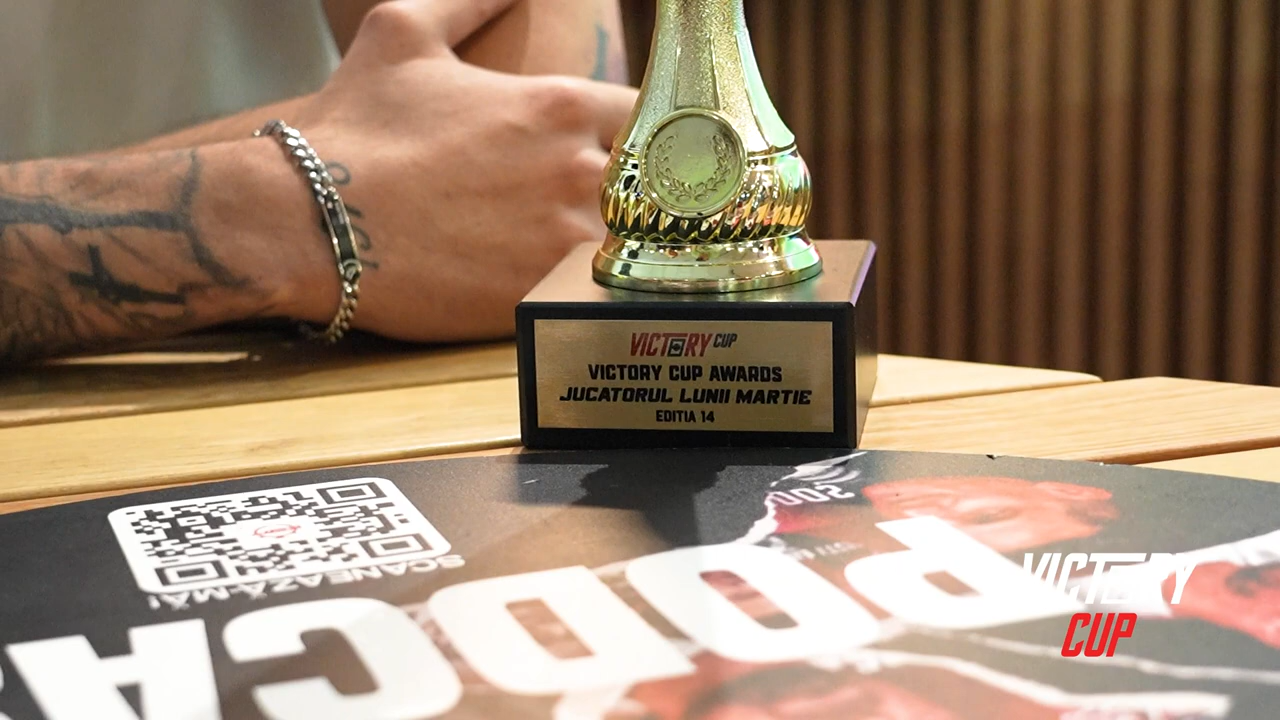 VICTORY CUP
VICTORY CUP AWARDS
JUCATORUL LUNII MARTIE
EDITIA 14
SCANEAZĂ-MĂ!
PODCA
VICTORY
CUP